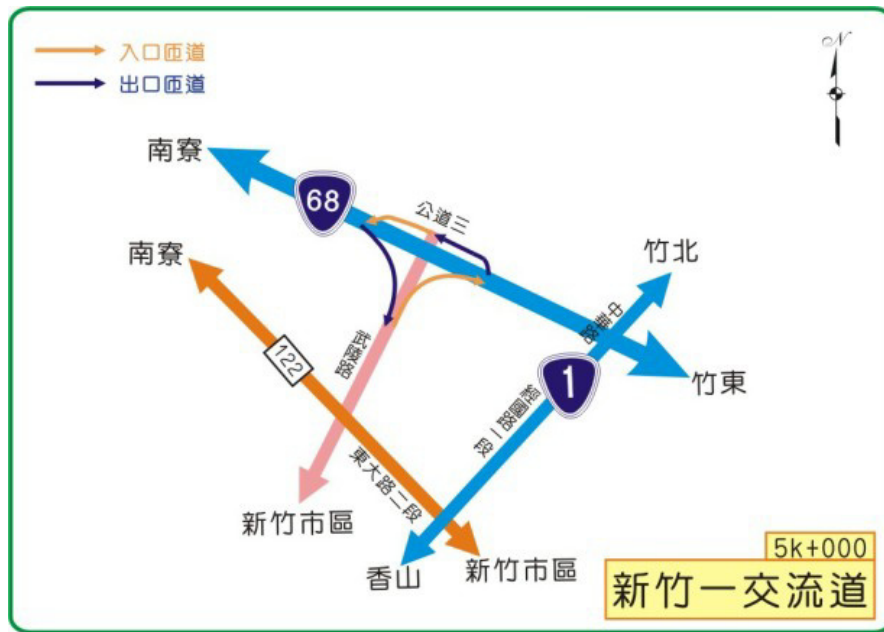 入口匝道
出口匝道
N
南寮
68
公道三
南寮
竹北
中華路
122
武陵路
1
經國路一段
竹東
東大路二段
新竹市區
香山
新竹市區
5k+000
新竹一交流道